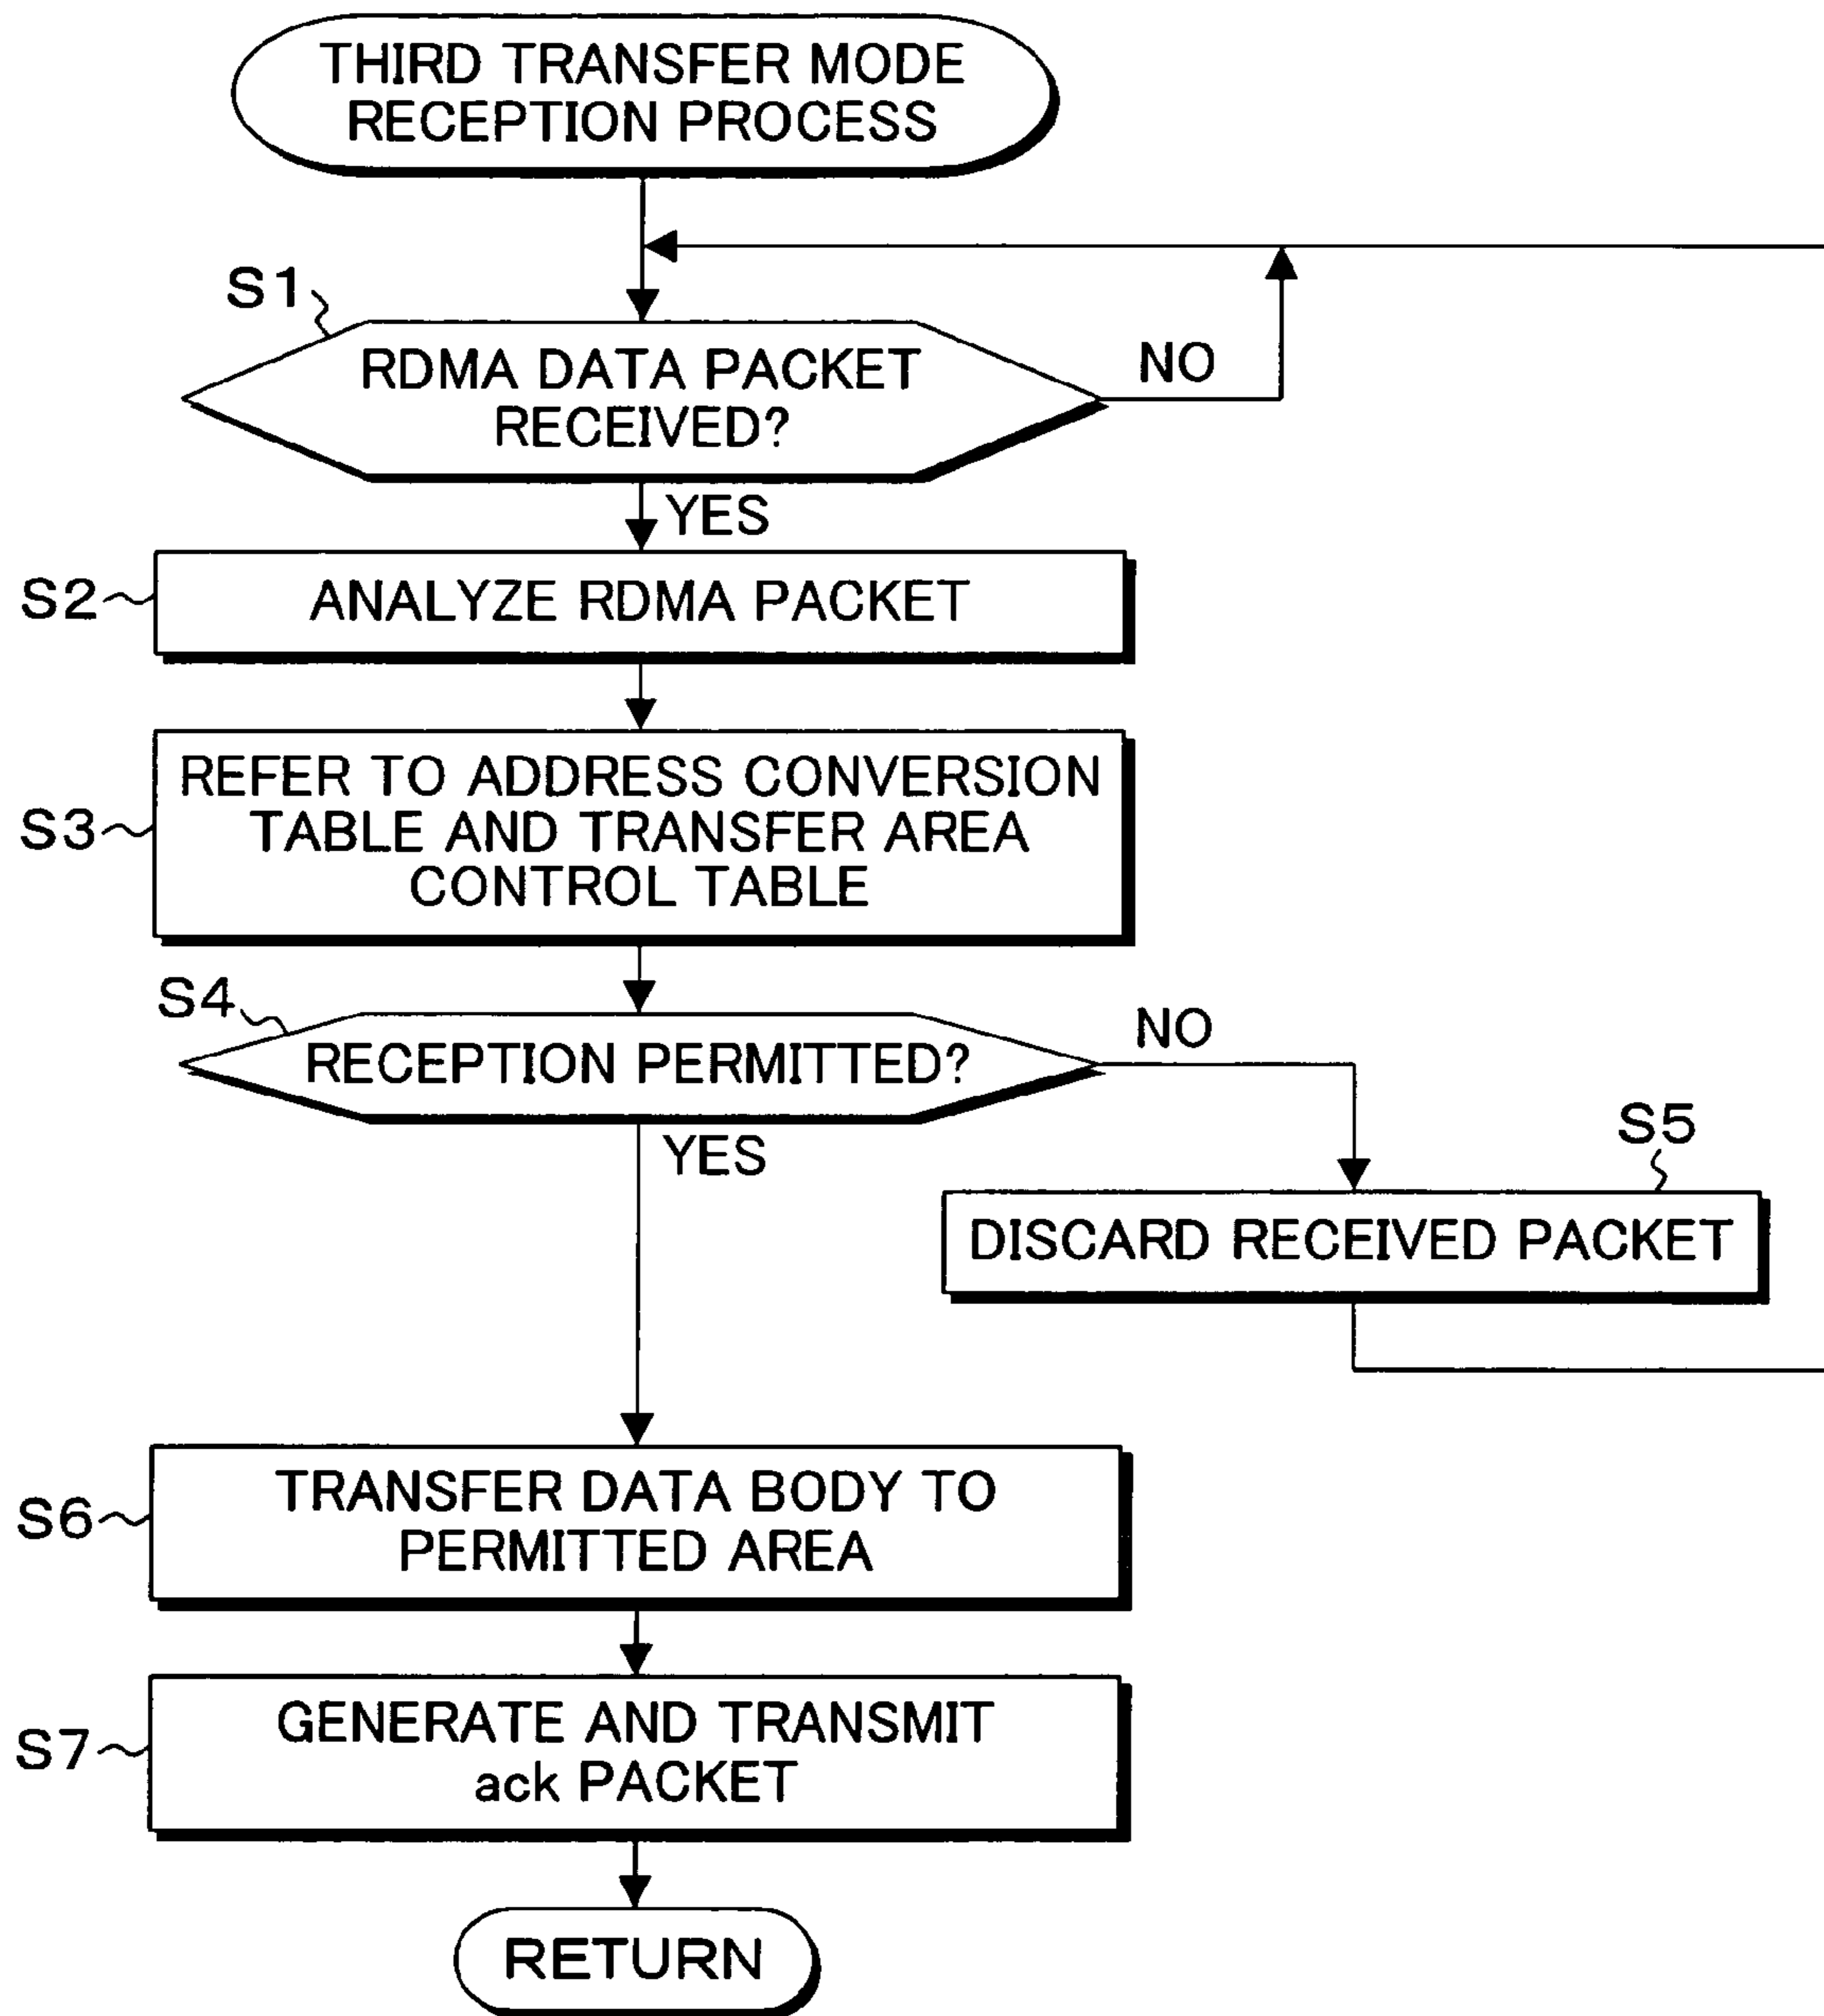 THIRD TRANSFER MODE
RECEPTION PROCESS
S1
RDMA DATA PACKET
RECEIVED?
NO
YES
S2
ANALYZE RDMA PACKET
S3
REFER TO ADDRESS CONVERSION
TABLE AND TRANSFER AREA
CONTROL TABLE
S4
RECEPTION PERMITTED?
NO
YES
S5
DISCARD RECEIVED PACKET
S6
TRANSFER DATA BODY TO
PERMITTED AREA
S7
GENERATE AND TRANSMIT
ack PACKET
RETURN